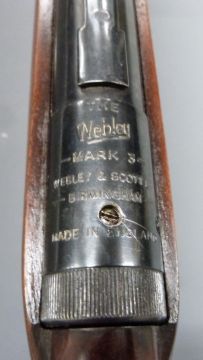 THE
Webley
—MARK 3—
WEBLEY & SCOTT
BIRMINGHAM
MADE IN ENGLAND